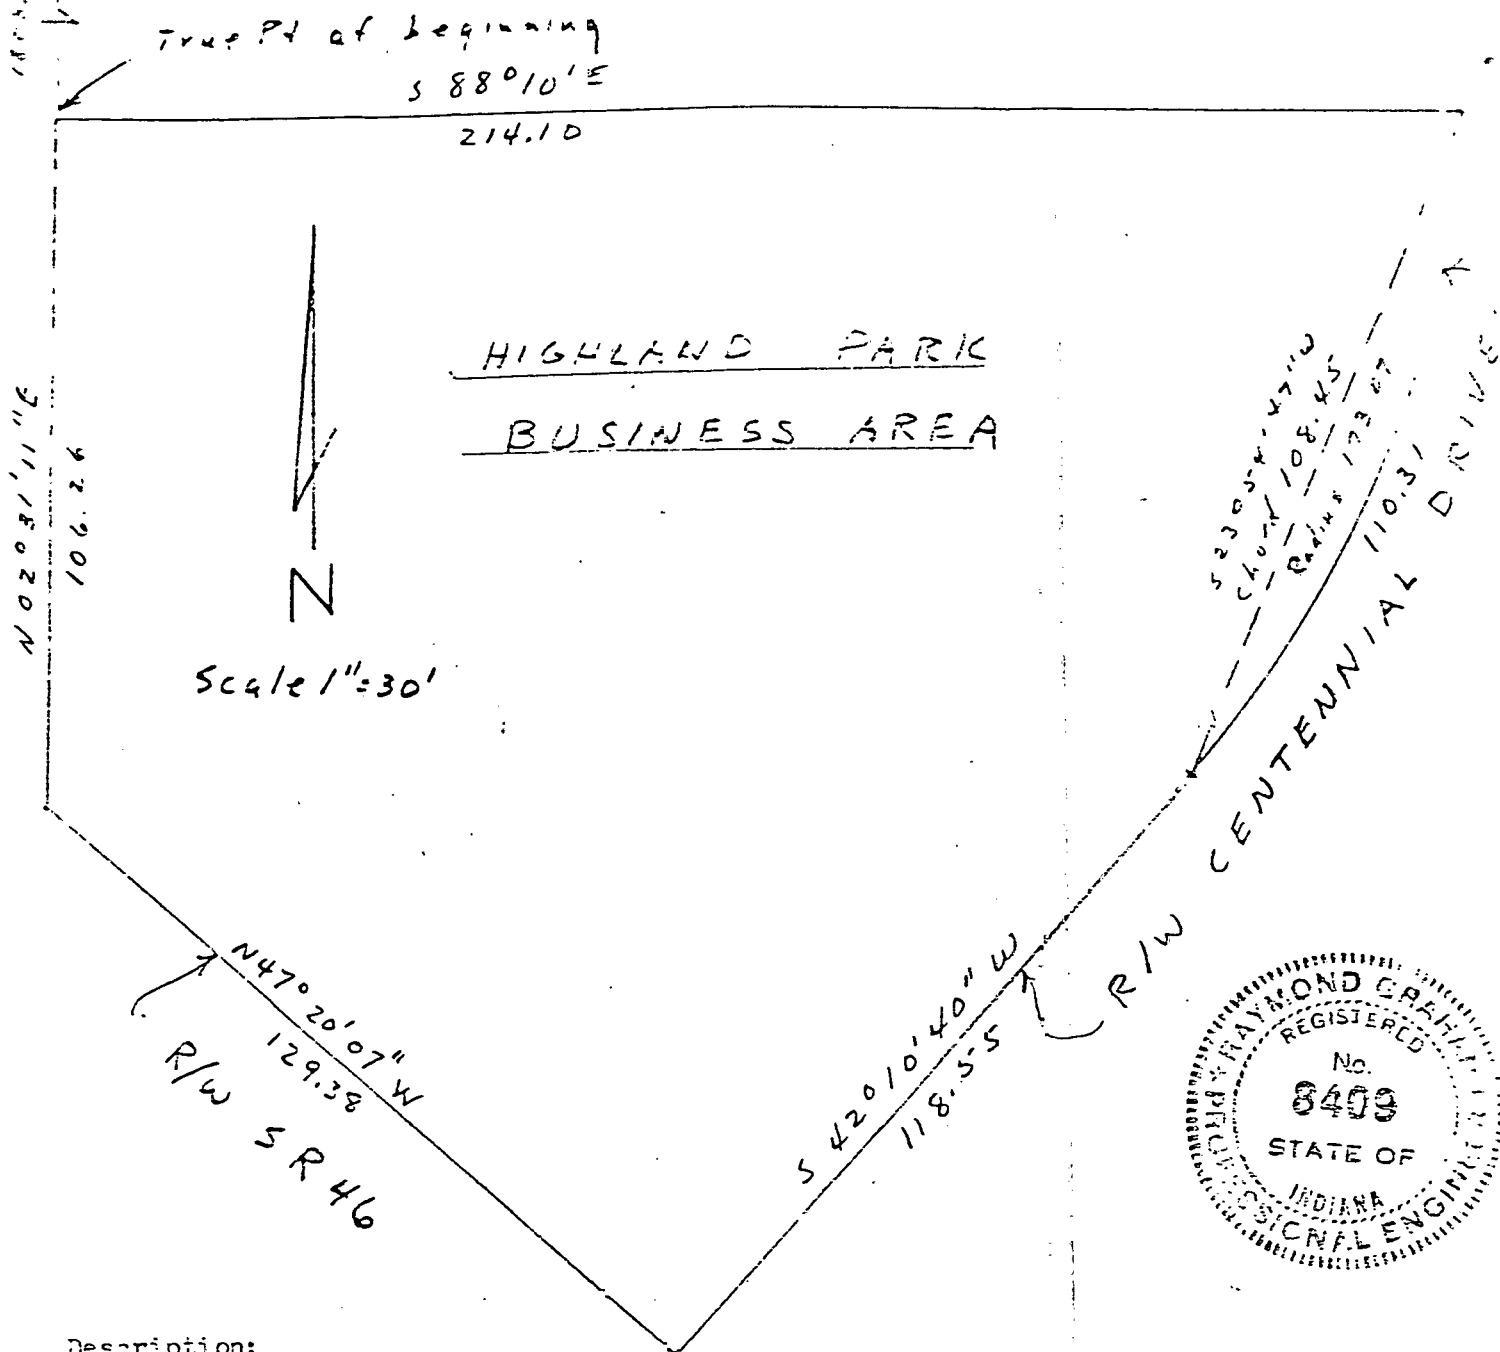 True Pt of beginning
S 88°10' E
214.10
N 02°31'11" E
106.26
HIGHLAND PARK
BUSINESS AREA
N
Scale 1"=30'
Chord 108.45
Radius
110.31
R/W CENTENNIAL DRIVE
N47°20'07" W
129.38
R/W SR 46
S 42°10'40" W
118.55
RAYMOND GRAHAM
REGISTERED
No.
8409
STATE OF
INDIANA
PROFESSIONAL ENGINEER
Description: